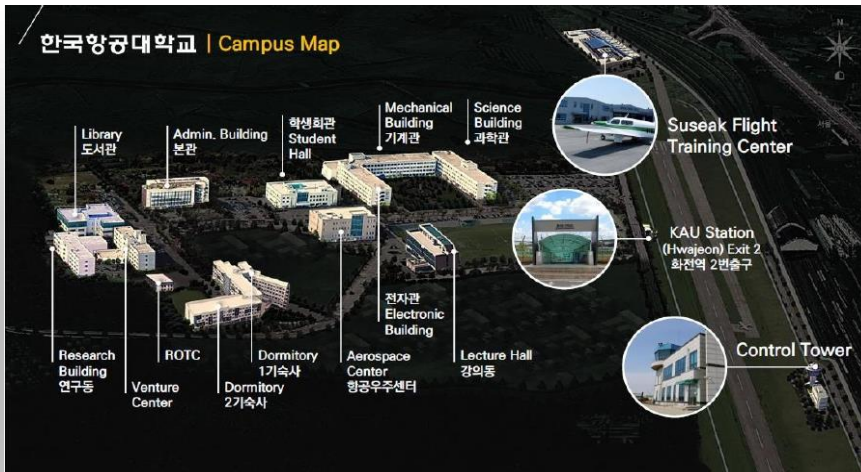 한국항공대학교 | Campus Map
N
Library
도서관
Admin. Building
본관
학생회관
Student
Hall
Mechanical
Building
기계관
Science
Building
과학관
Suseak Flight
Training Center
서울
KAU Station
(Hwajeon) Exit 2
화전역 2번출구
전자관
Electronic
Building
Control Tower
Research
Building
연구동
Venture
Center
ROTC
Dormitory
2기숙사
Dormitory
1기숙사
Aerospace
Center
항공우주센터
Lecture Hall
강의동